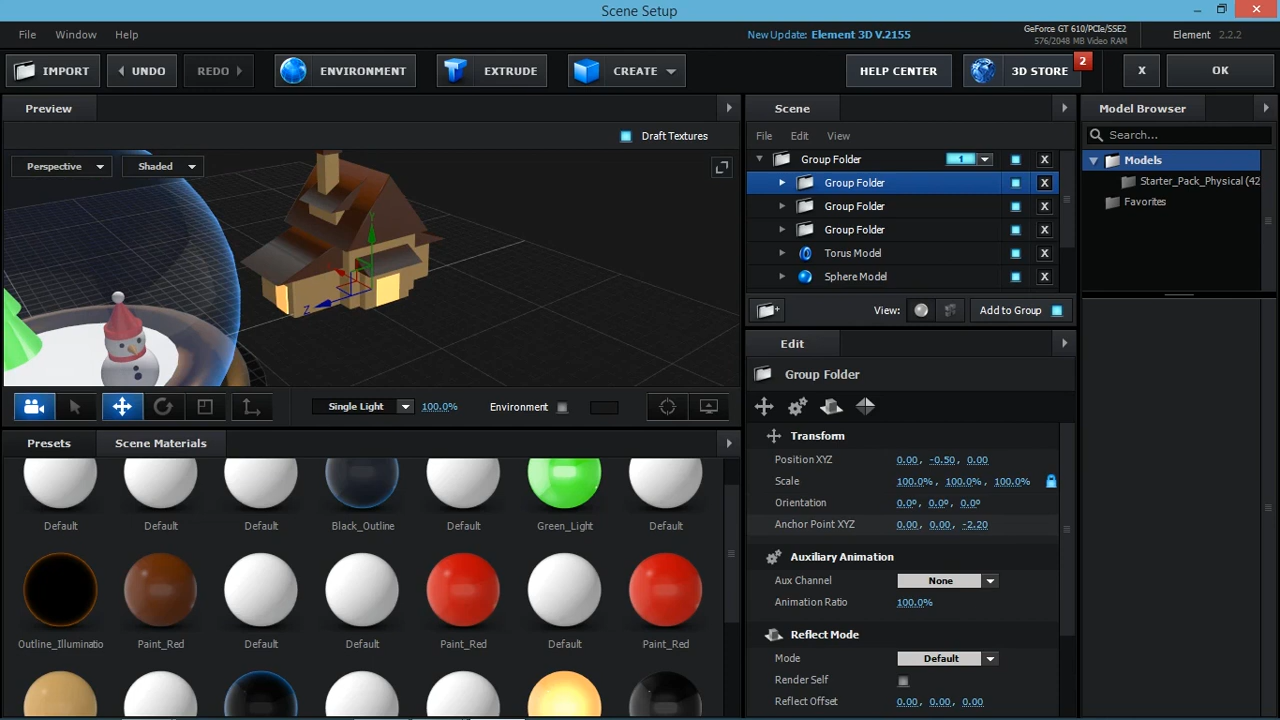 Scene Setup
File Window Help
New Update: Element 3D V.2155
GeForce GT 610/PCIe/SSE2
576/2048 MB Video RAM
Element 2.2.2
IMPORT UNDO REDO ENVIRONMENT EXTRUDE CREATE HELP CENTER 3D STORE 2 X OK
Preview
Draft Textures
Perspective Shaded
Y
Z
Single Light 100.0% Environment
Presets Scene Materials
Default Default Default Black_Outline Default Green_Light Default
Outline_Illuminatio Paint_Red Default Default Paint_Red Default Paint_Red
Scene
File Edit View
Group Folder 1 X
Group Folder X
Group Folder X
Group Folder X
Torus Model X
Sphere Model X
View: Add to Group
Edit
Group Folder
Transform
Position XYZ 0.00, -0.50, 0.00
Scale 100.0%, 100.0%, 100.0%
Orientation 0.0º, 0.0º, 0.0º
Anchor Point XYZ 0.00, 0.00, -2.20
Auxiliary Animation
Aux Channel None
Animation Ratio 100.0%
Reflect Mode
Mode Default
Render Self
Reflect Offset 0.00, 0.00, 0.00
Model Browser
Search...
Models
Starter_Pack_Physical (42
Favorites